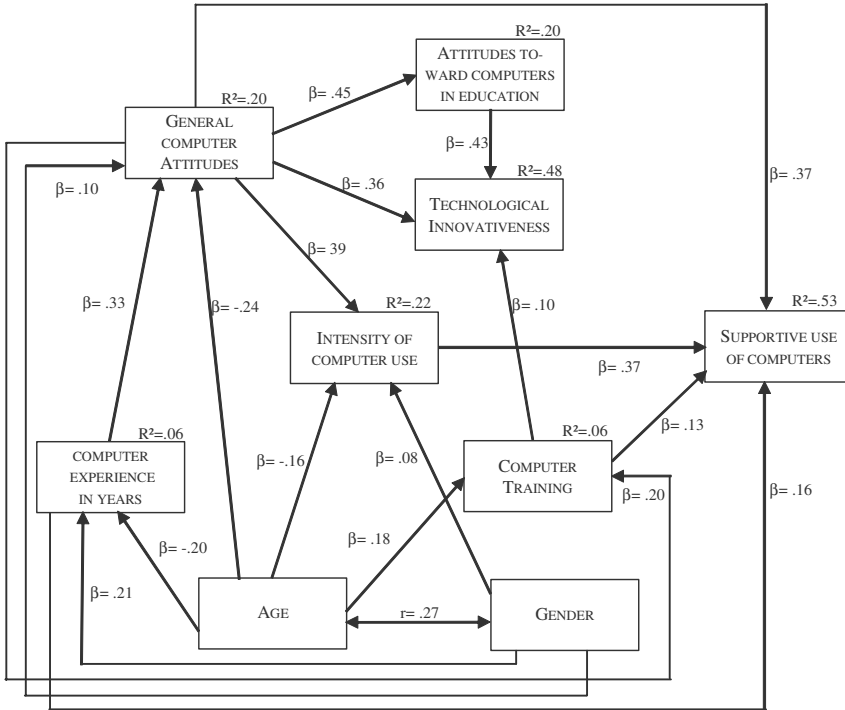 R²=.20
ATTITUDES TO-
WARD COMPUTERS
IN EDUCATION
R²=.20
GENERAL
COMPUTER
ATTITUDES
β= .45
β= .43
β= .10
β= .36
R²=.48
TECHNOLOGICAL
INNOVATIVENESS
β= .37
β= 39
β= .33
β= -.24
R²=.22
β= .10
R²=.53
INTENSITY OF
COMPUTER USE
SUPPORTIVE USE
OF COMPUTERS
β= .37
R²=.06
COMPUTER
EXPERIENCE
IN YEARS
β= -.16
β= .08
R²=.06
COMPUTER
TRAINING
β= .13
β= .20
β= .16
β= -.20
β= .18
β= .21
AGE
r= .27
GENDER